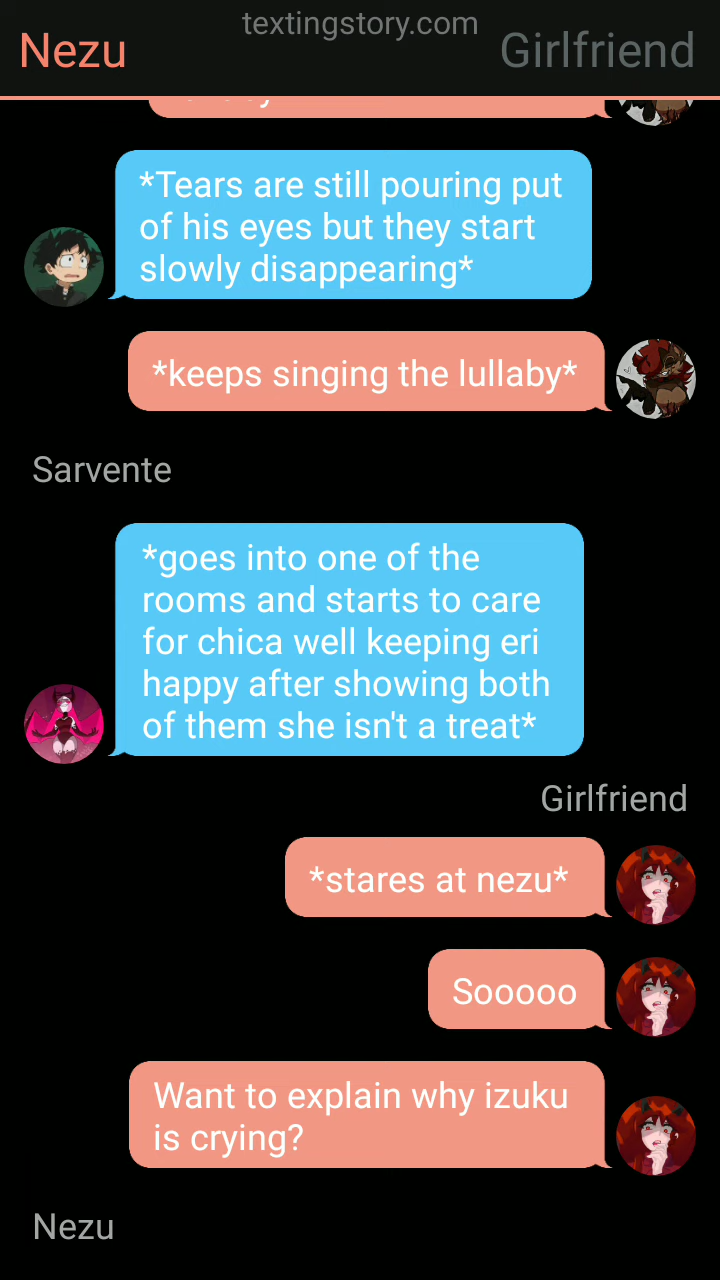 textingstory.com
Nezu
Girlfriend
*Tears are still pouring put
of his eyes but they start
slowly disappearing*
*keeps singing the lullaby*
Sarvente
*goes into one of the
rooms and starts to care
for chica well keeping eri
happy after showing both
of them she isn't a treat*
Girlfriend
*stares at nezu*
Sooooo
Want to explain why izuku
is crying?
Nezu